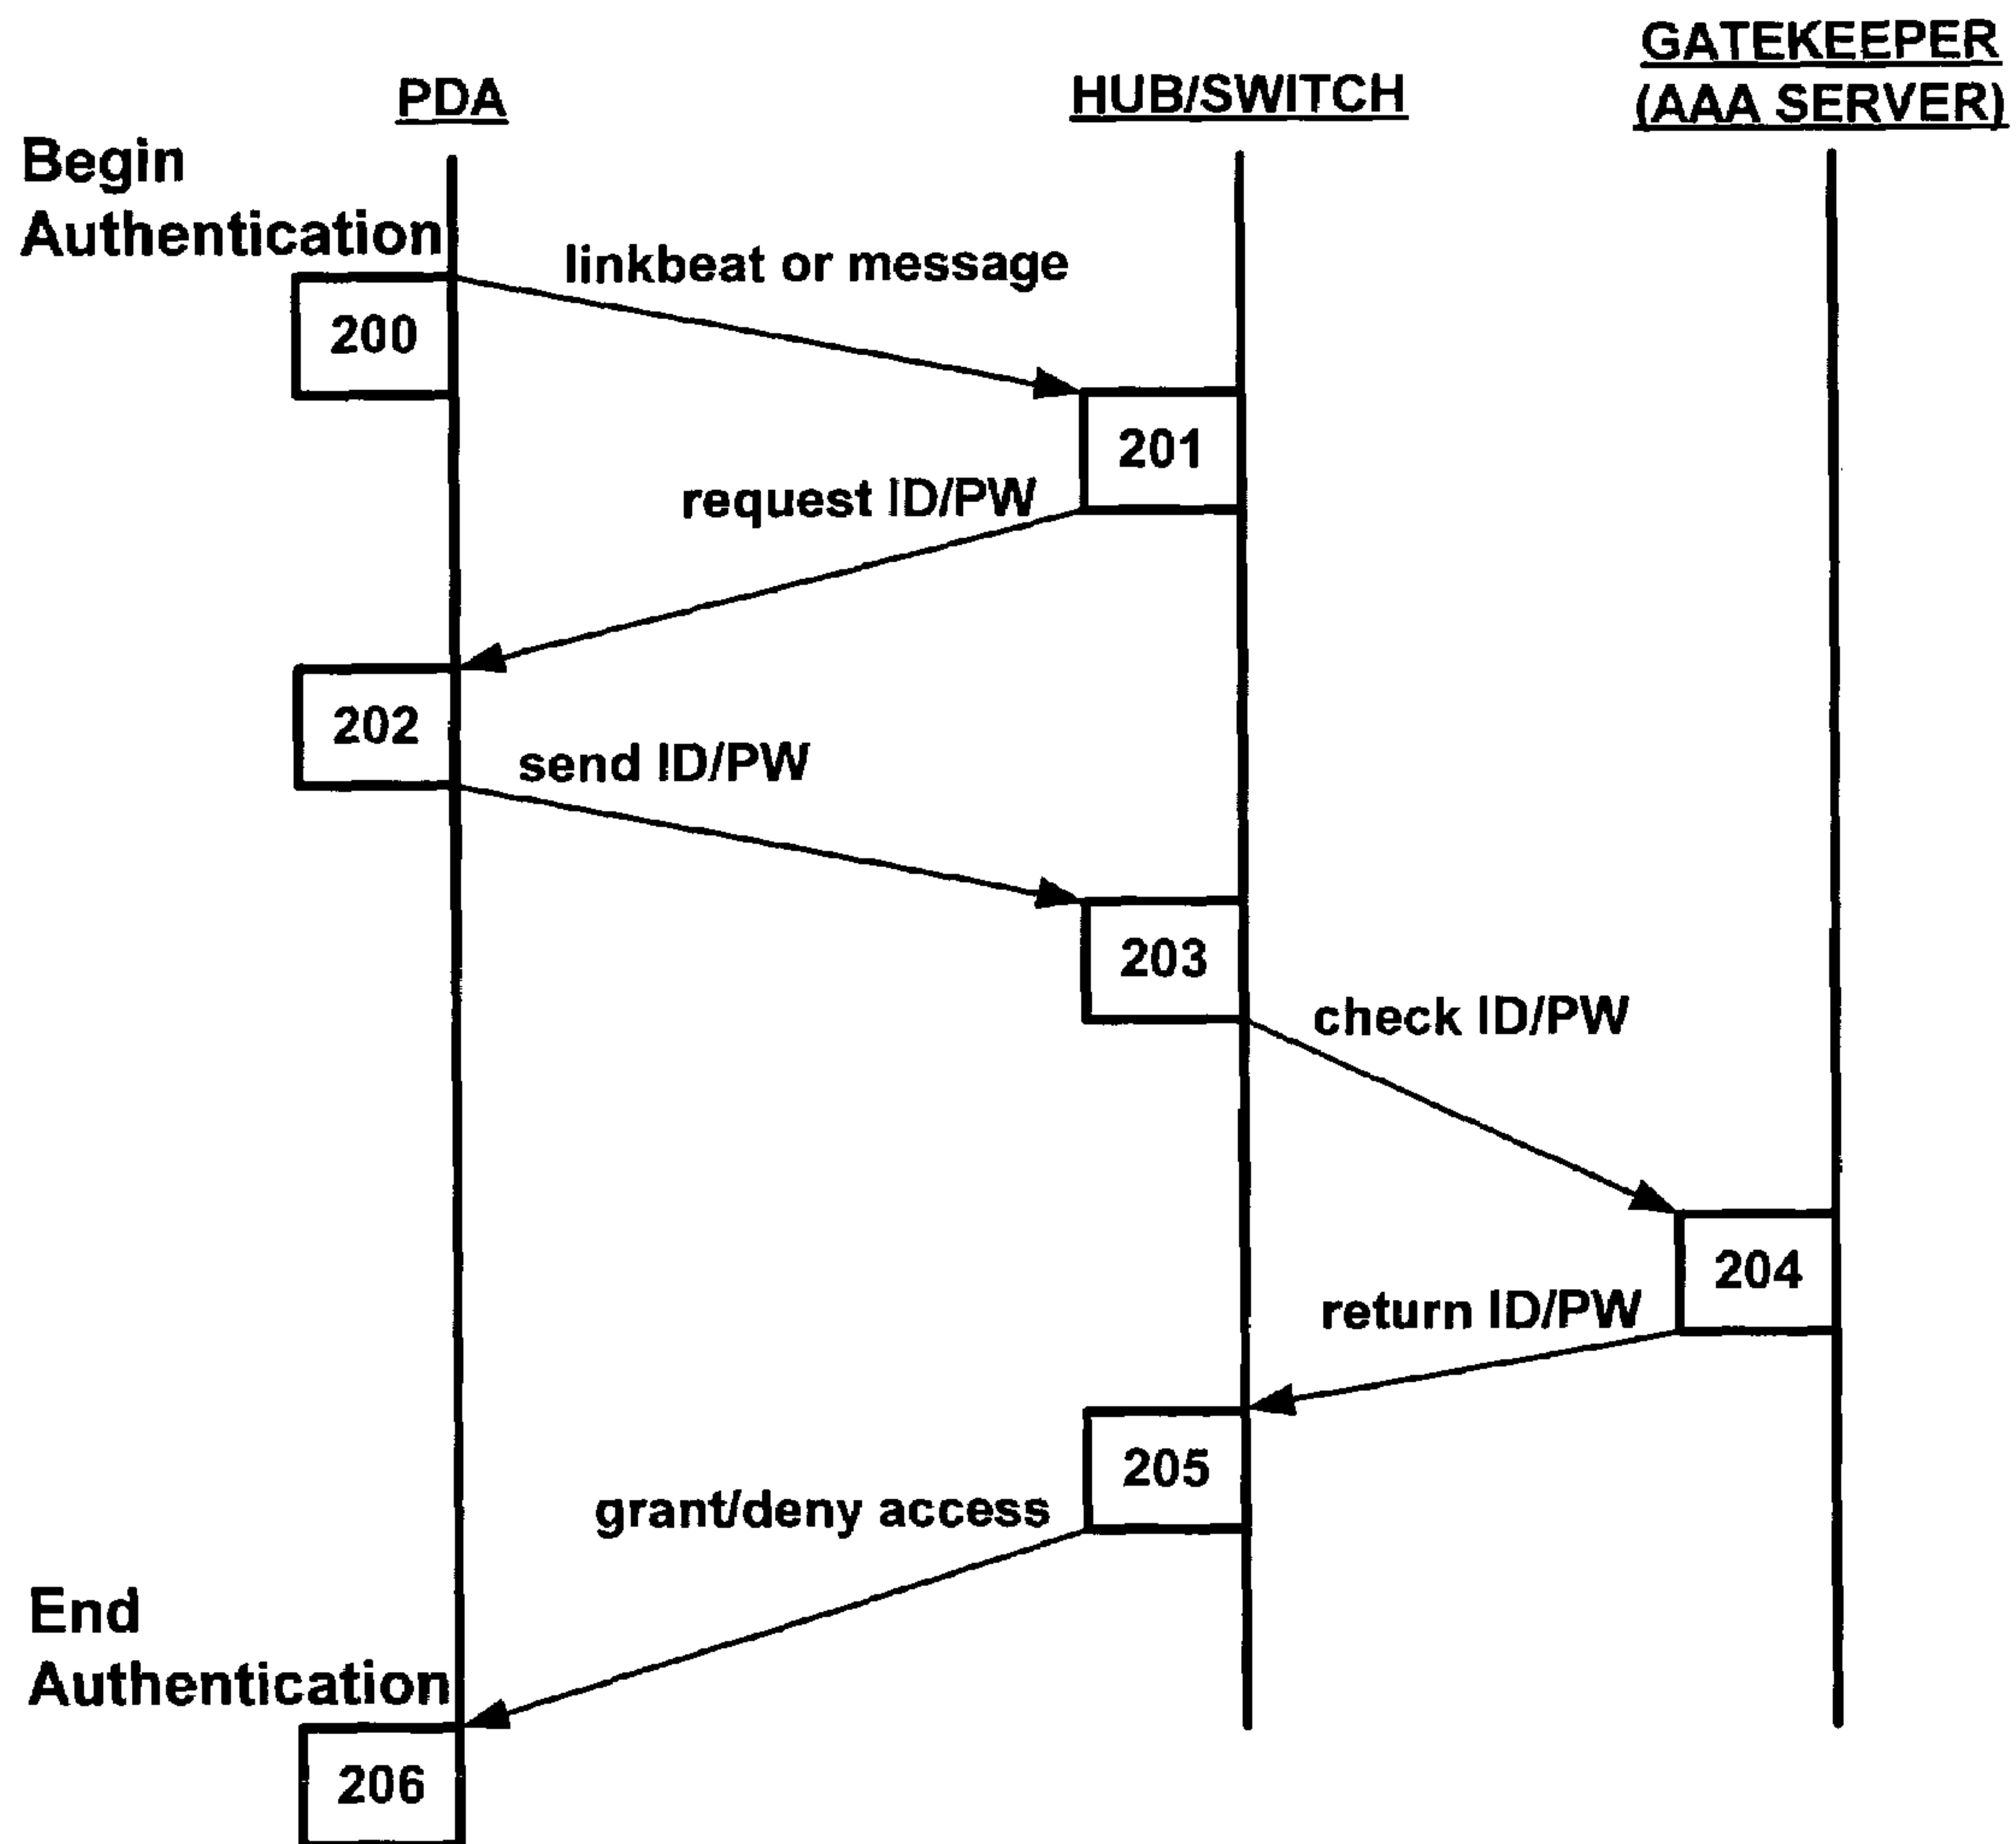 GATEKEEPER
(AAA SERVER)
PDA
HUB/SWITCH
Begin
Authentication
linkbeat or message
200
201
request ID/PW
202
send ID/PW
203
check ID/PW
204
return ID/PW
205
grant/deny access
End
Authentication
206